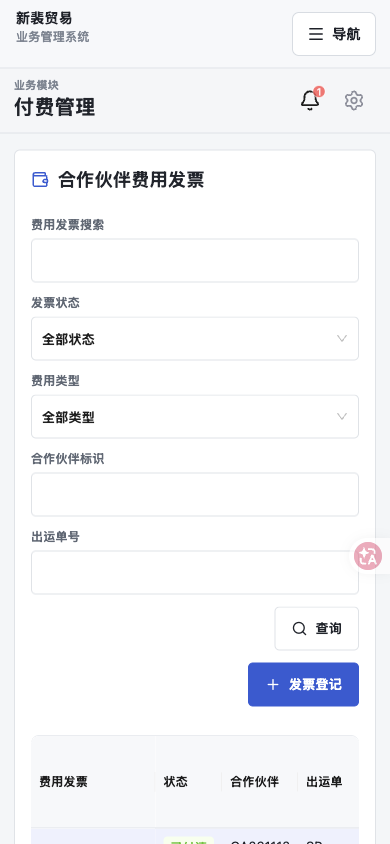 新裴贸易
业务管理系统
导航
业务模块
付费管理
1
合作伙伴费用发票
费用发票搜索
发票状态
全部状态
费用类型
全部类型
合作伙伴标识
出运单号
查询
发票登记
费用发票 状态 合作伙伴 出运单